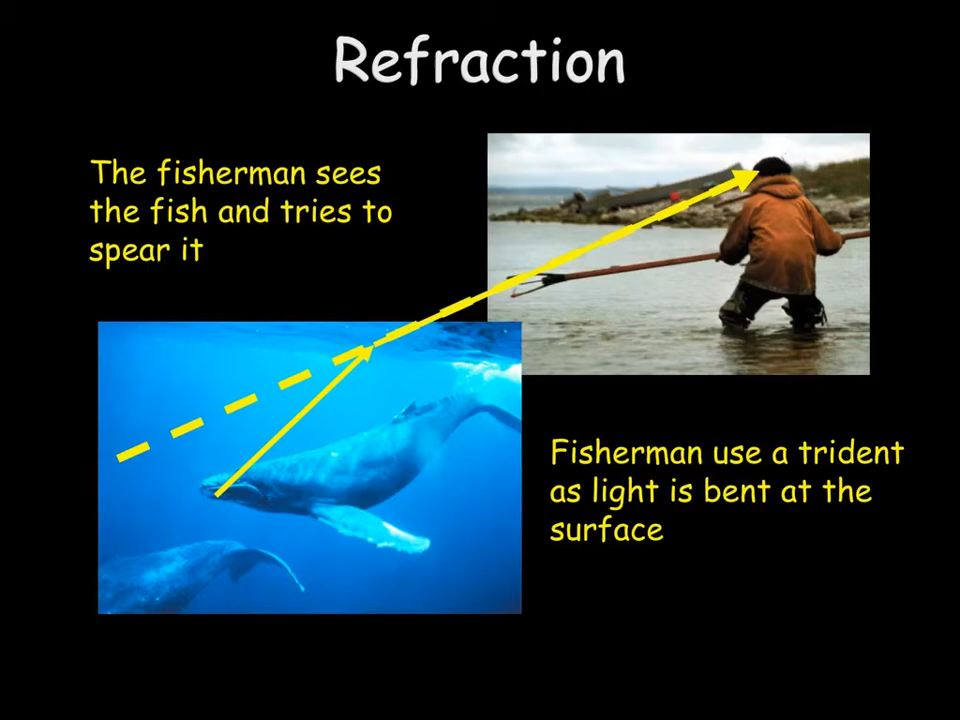 Refraction
The fisherman sees
the fish and tries to
spear it
Fisherman use a trident
as light is bent at the
surface